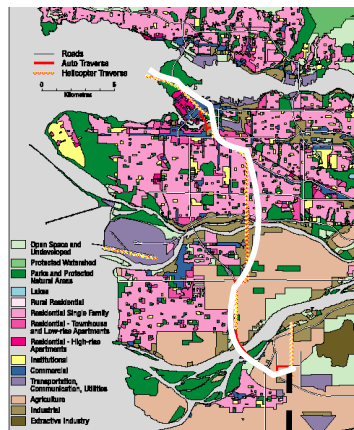 Roads
Auto Traverse
Helicopter Traverse
0 5
Kilometres
Open Space and
Undeveloped
Protected Watershed
Parks and Protected
Natural Areas
Lakes
Rural Residential
Residential Single Family
Residential - Townhouse
and Low-rise Apartments
Residential - High-rise
Apartments
Institutional
Commercial
Transportation,
Communication, Utilities
Agriculture
Industrial
Extractive Industry